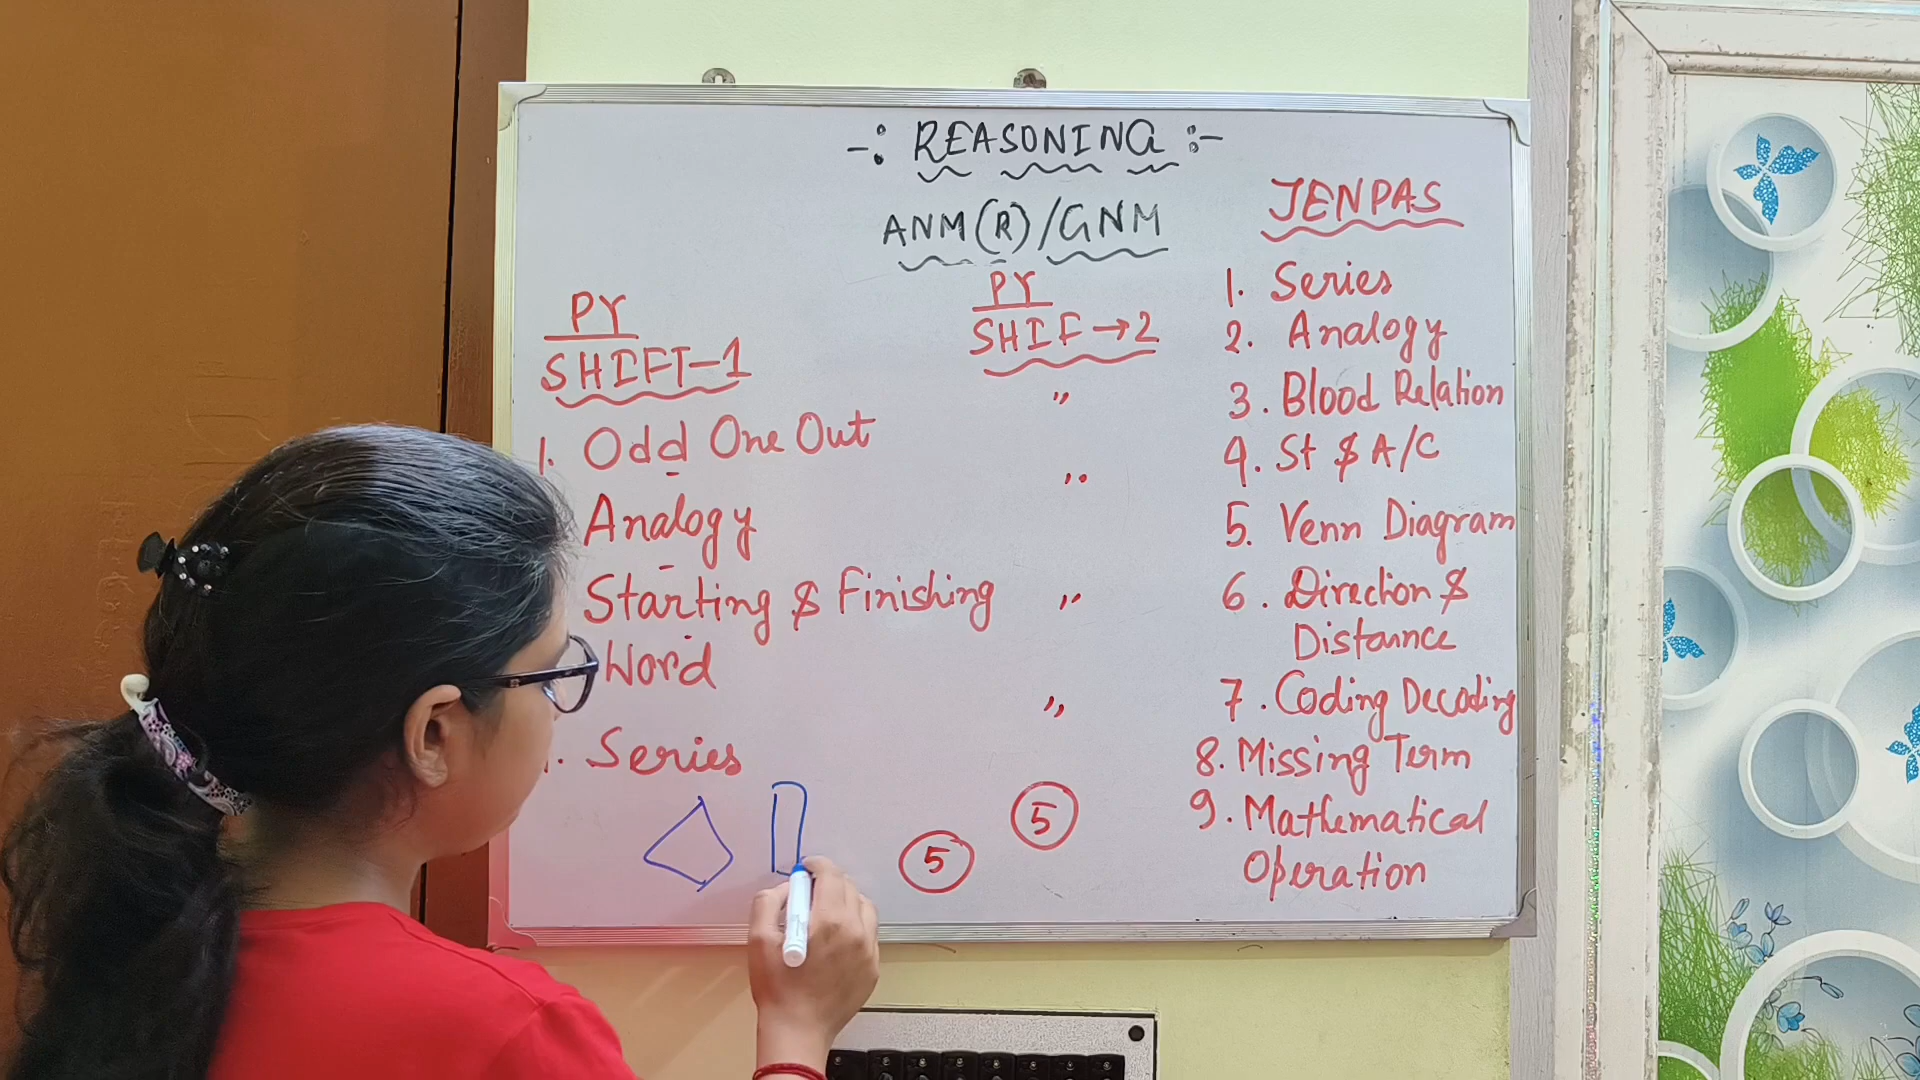 -: REASONING :-
ANM(R)/GNM
PY
SHIFT-1
1. Odd One Out
Analogy
Starting & Finishing
Word
. Series
5
PY
SHIF→2
"
"
"
"
5
JENPAS
1. Series
2. Analogy
3. Blood Relation
4. St & A/C
5. Venn Diagram
6. Direction &
Distance
7. Coding Decoding
8. Missing Term
9. Mathematical
Operation